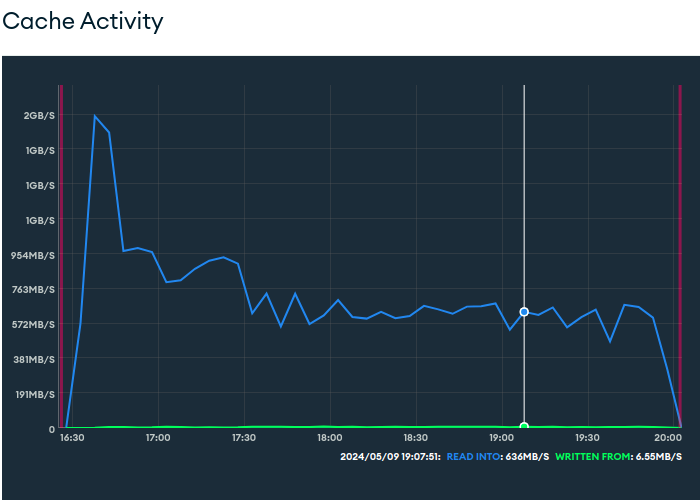 Cache Activity
2GB/S
1GB/S
1GB/S
1GB/S
954MB/S
763MB/S
572MB/S
381MB/S
191MB/S
0
16:30 17:00 17:30 18:00 18:30 19:00 19:30 20:00
2024/05/09 19:07:51: READ INTO: 636MB/S WRITTEN FROM: 6.55MB/S